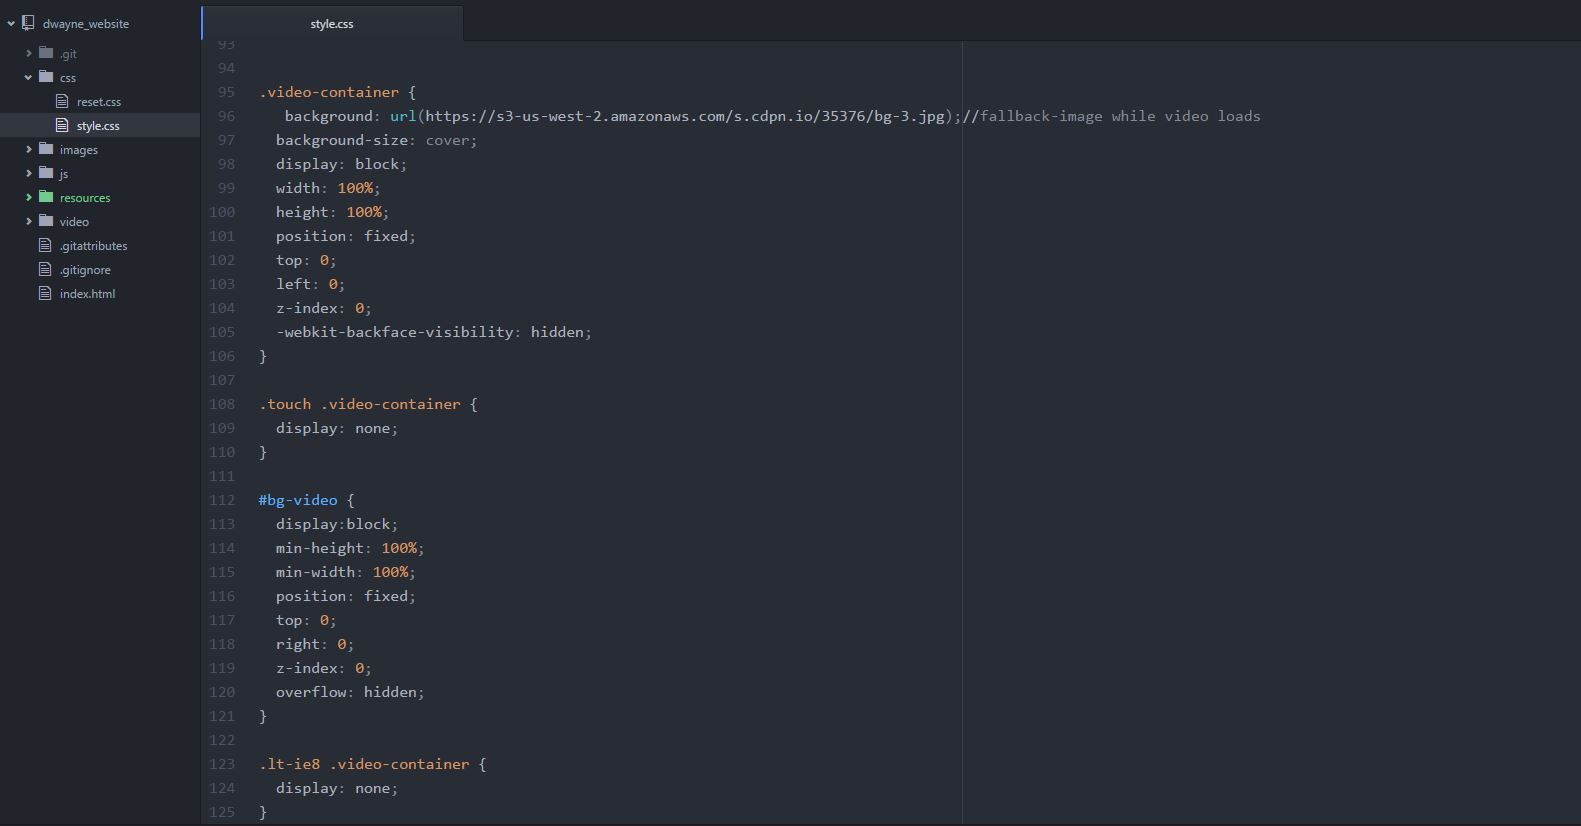 dwayne_website
.git
css
reset.css
style.css
images
js
resources
video
.gitattributes
.gitignore
index.html
style.css
93
94
95 .video-container {
96 background: url(https://s3-us-west-2.amazonaws.com/s.cdpn.io/35376/bg-3.jpg);//fallback-image while video loads
97 background-size: cover;
98 display: block;
99 width: 100%;
100 height: 100%;
101 position: fixed;
102 top: 0;
103 left: 0;
104 z-index: 0;
105 -webkit-backface-visibility: hidden;
106 }
107
108 .touch .video-container {
109 display: none;
110 }
111
112 #bg-video {
113 display:block;
114 min-height: 100%;
115 min-width: 100%;
116 position: fixed;
117 top: 0;
118 right: 0;
119 z-index: 0;
120 overflow: hidden;
121 }
122
123 .lt-ie8 .video-container {
124 display: none;
125 }